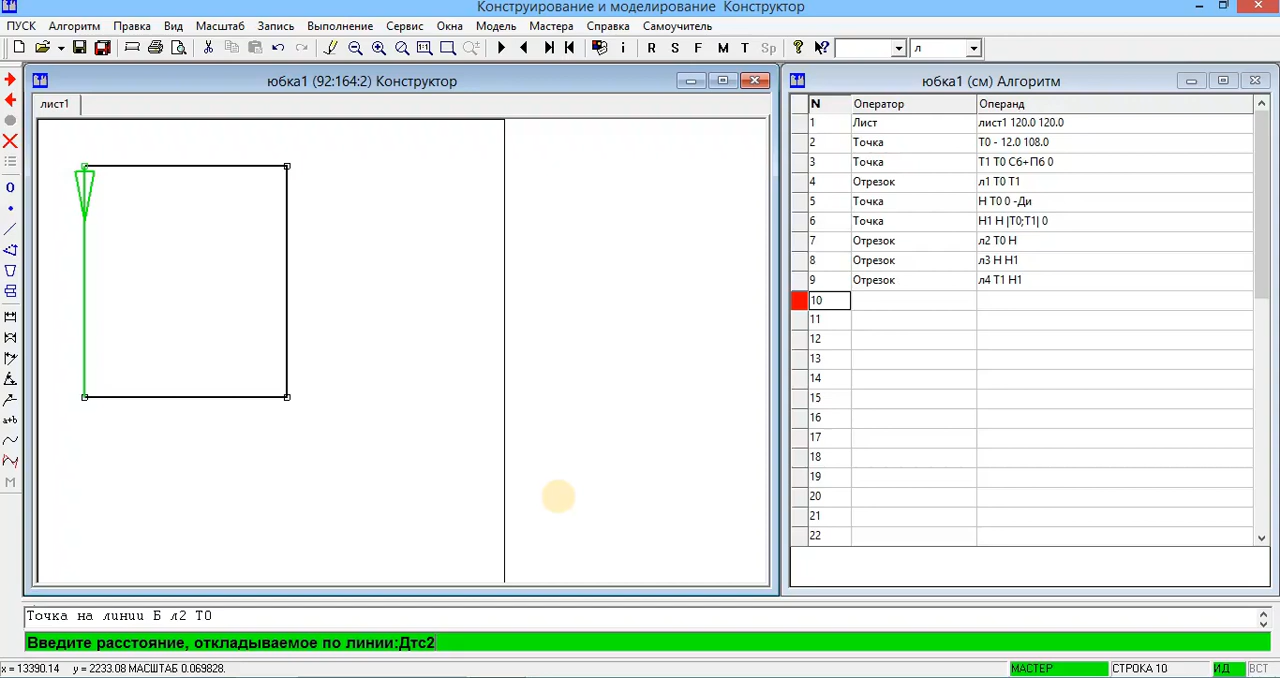 Конструирование и моделирование Конструктор
ПУСК Алгоритм Правка Вид Масштаб Запись Выполнение Сервис Окна Модель Мастера Справка Самоучитель
1:1 i R S F M T Sp ? ? л
юбка1 (92:164:2) Конструктор
лист1
юбка1 (см) Алгоритм
N Оператор Операнд
1 Лист лист1 120.0 120.0
2 Точка Т0 - 12.0 108.0
3 Точка Т1 Т0 Сб+Пб 0
4 Отрезок л1 Т0 Т1
5 Точка Н Т0 0 -Ди
6 Точка Н1 Н |Т0;Т1| 0
7 Отрезок л2 Т0 Н
8 Отрезок л3 Н Н1
9 Отрезок л4 Т1 Н1
10
11
12
13
14
15
16
17
18
19
20
21
22
0
a+b
M
Точка на линии Б л2 Т0
Введите расстояние, откладываемое по линии:Дтс2
x = 13390.14 y = 2233.08 МАСШТАБ 0.069828. МАСТЕР СТРОКА 10 ИД ВСТ